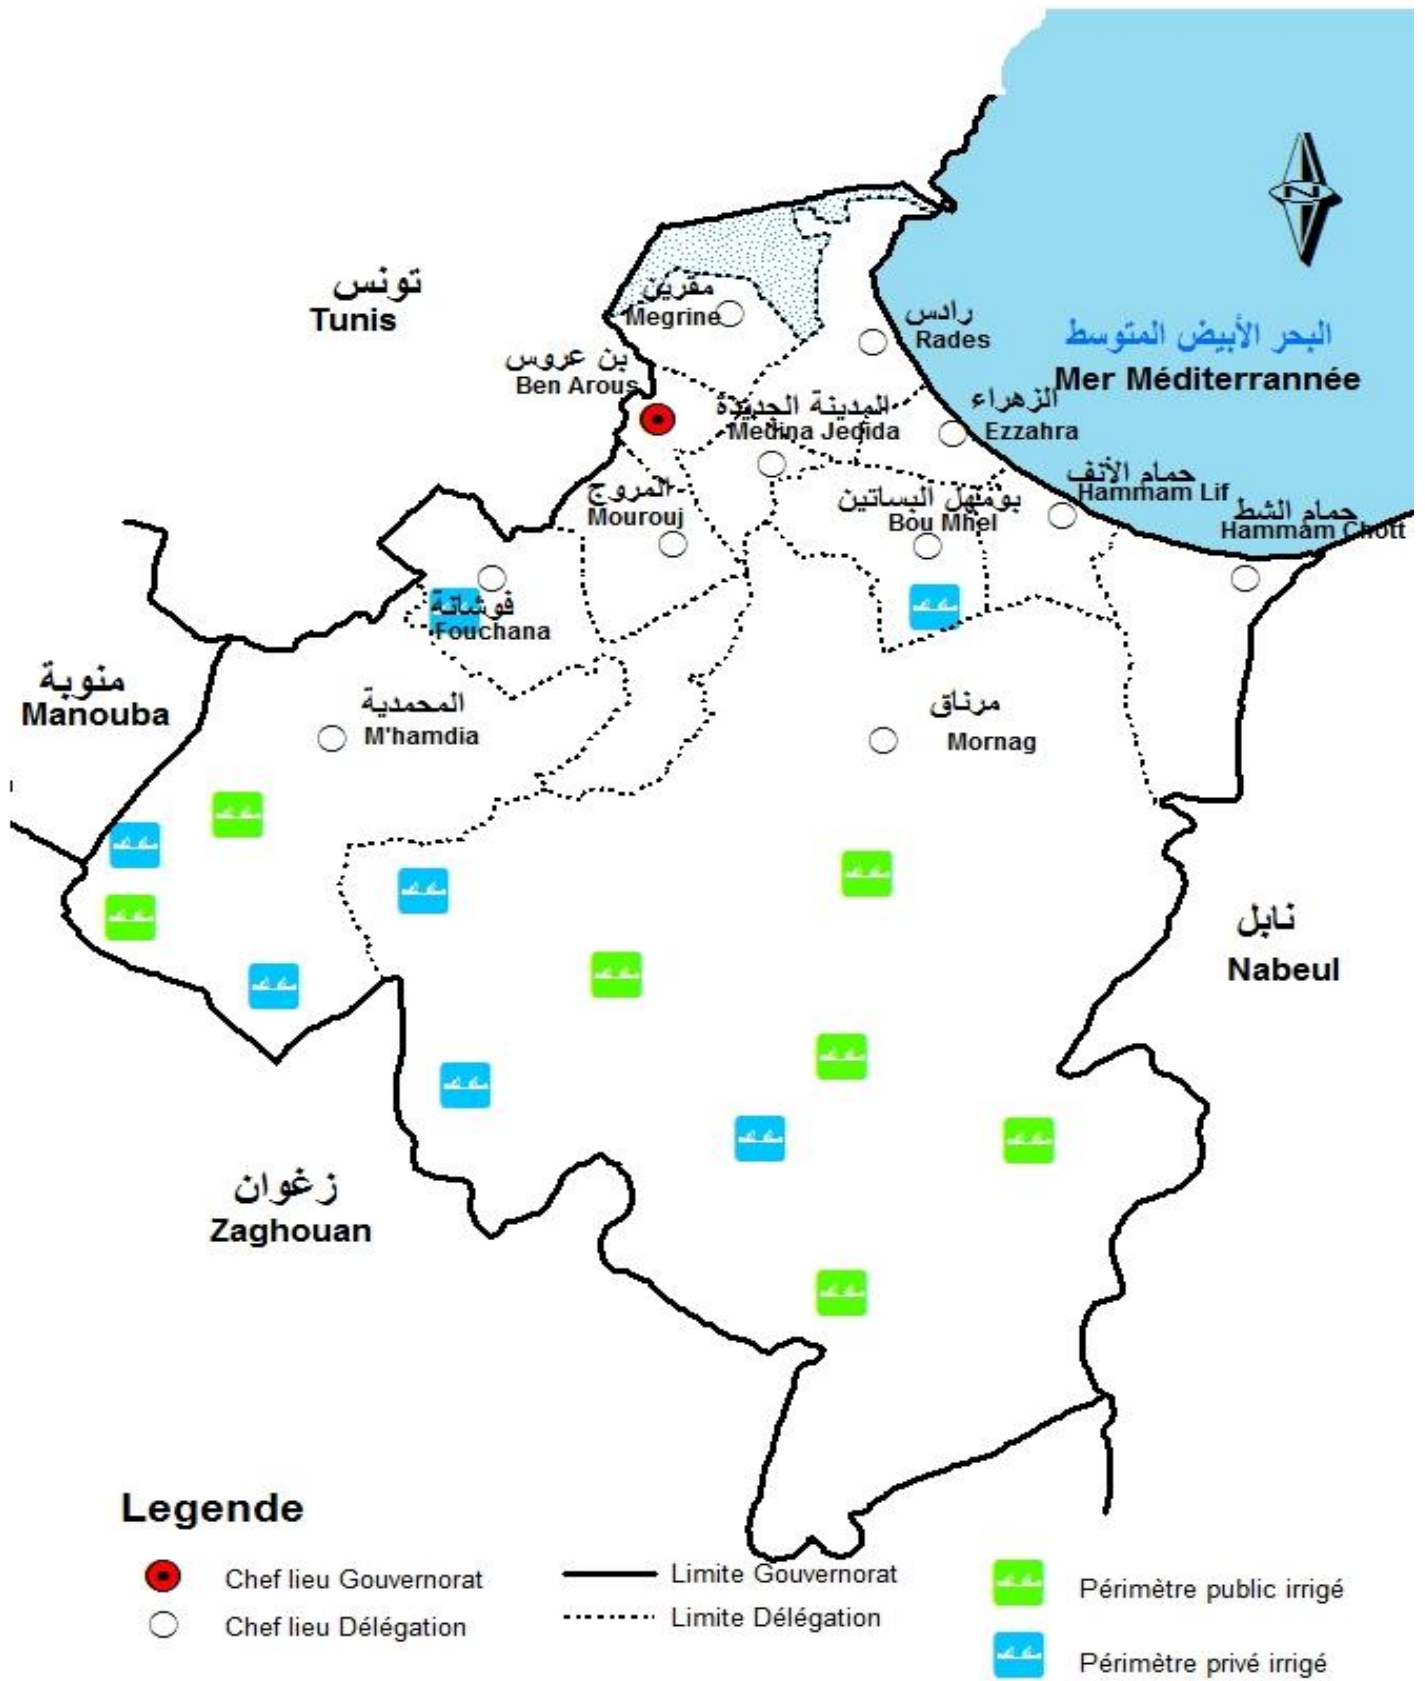 تونس
Tunis
مقرين
Megrine
رادس
Rades
البحر الأبيض المتوسط
Mer Méditerrannée
بن عروس
Ben Arous
المدينة الجديدة
Medina Jedida
الزهراء
Ezzahra
حمام الأنف
Hammam Lif
حمام الشط
Hammam Chott
المروج
Mourouj
بومهل البساتين
Bou Mhel
فوشانة
Fouchana
منوبة
Manouba
المحمدية
M'hamdia
مرناق
Mornag
نابل
Nabeul
زغوان
Zaghouan
N
Legende
Chef lieu Gouvernorat
Chef lieu Délégation
Limite Gouvernorat
Limite Délégation
Périmètre public irrigé
Périmètre privé irrigé